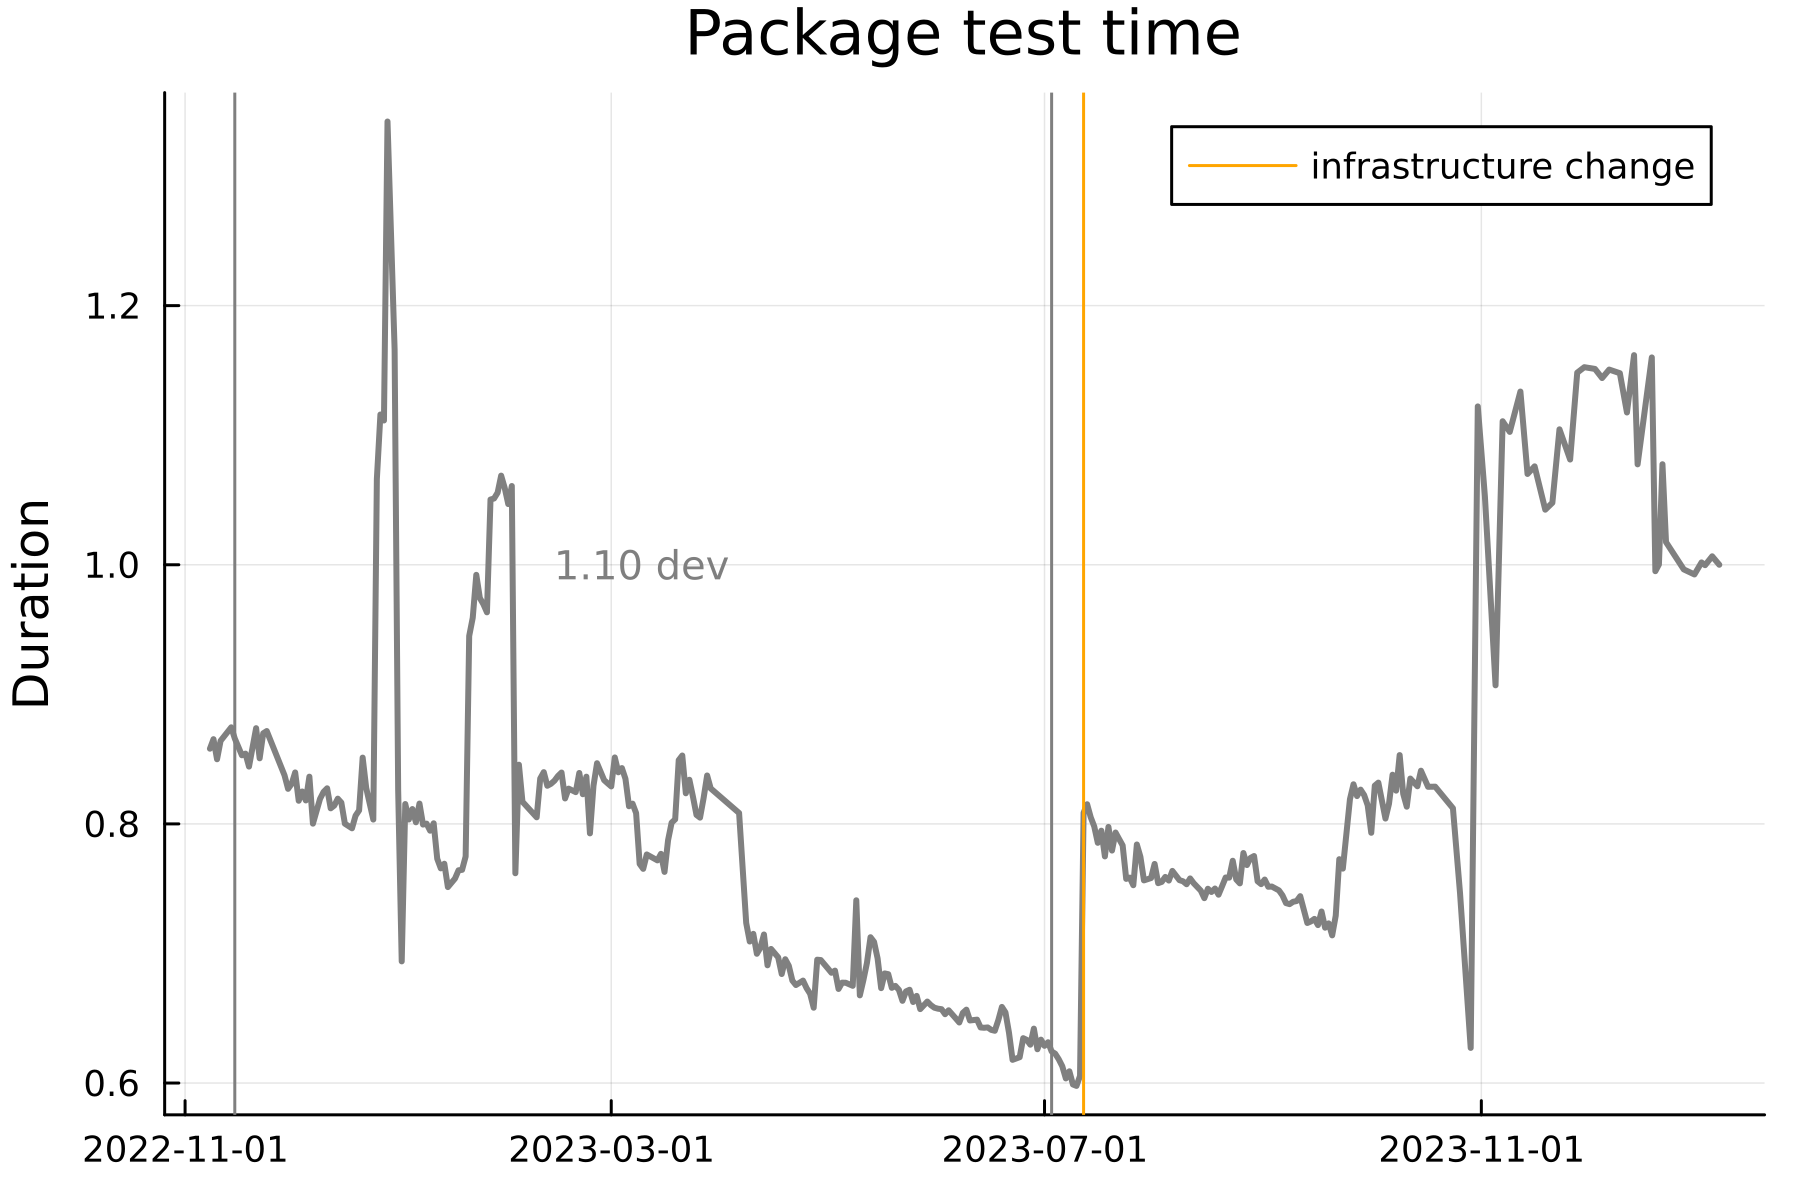 Package test time
infrastructure change
1.2
1.0
0.8
0.6
Duration
1.10 dev
2022-11-01
2023-03-01
2023-07-01
2023-11-01